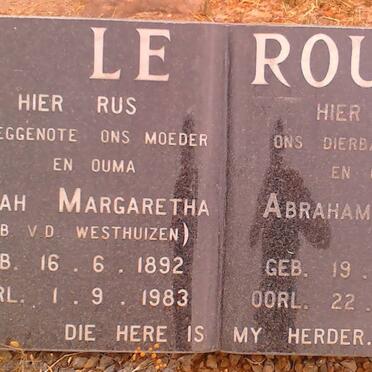 LE ROU
HIER RUS
EGGENOTE ONS MOEDER
EN OUMA
AH MARGARETHA
B V.D. WESTHUIZEN)
B. 16.6.1892
RL. 1.9.1983
HIER
ONS DIERBA
EN
ABRAHAM
GEB. 19.
OORL. 22.
DIE HERE IS MY HERDER.